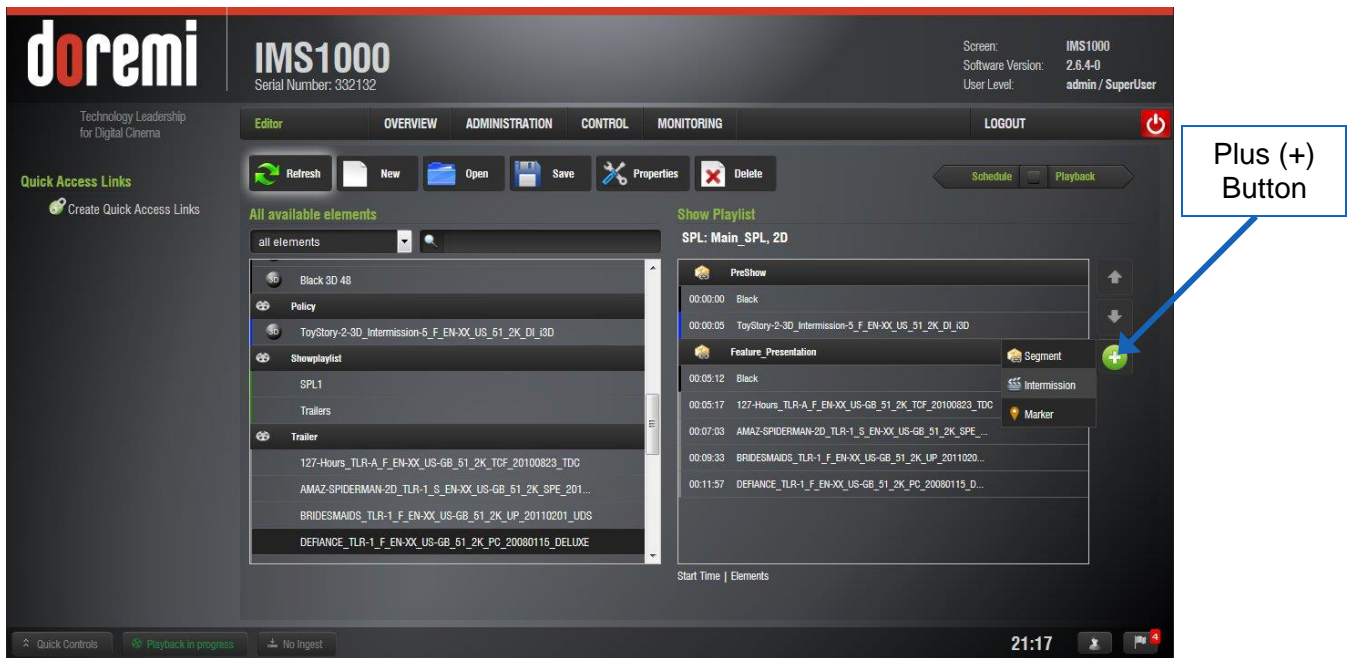 doremi
Technology Leadership
for Digital Cinema
IMS1000
Serial Number: 332132
Screen: IMS1000
Software Version: 2.6.4-0
User Level: admin / SuperUser
Editor OVERVIEW ADMINISTRATION CONTROL MONITORING LOGOUT
Plus (+)
Button
Quick Access Links
Create Quick Access Links
Refresh New Open Save Properties Delete
Schedule Playback
All available elements
all elements
3D Black 3D 48
Policy
3D ToyStory-2-3D_Intermission-5_F_EN-XX_US_51_2K_DI_i3D
Showplaylist
SPL1
Trailers
Trailer
127-Hours_TLR-A_F_EN-XX_US-GB_51_2K_TCF_20100823_TDC
AMAZ-SPIDERMAN-2D_TLR-1_S_EN-XX_US-GB_51_2K_SPE_201...
BRIDESMAIDS_TLR-1_F_EN-XX_US-GB_51_2K_UP_20110201_UDS
DEFIANCE_TLR-1_F_EN-XX_US-GB_51_2K_PC_20080115_DELUXE
Show Playlist
SPL: Main_SPL, 2D
PreShow
00:00:00 Black
00:00:05 ToyStory-2-3D_Intermission-5_F_EN-XX_US_51_2K_DI_i3D
Feature_Presentation
00:05:12 Black
00:05:17 127-Hours_TLR-A_F_EN-XX_US-GB_51_2K_TCF_20100823_TDC
00:07:03 AMAZ-SPIDERMAN-2D_TLR-1_S_EN-XX_US-GB_51_2K_SPE_...
00:09:33 BRIDESMAIDS_TLR-1_F_EN-XX_US-GB_51_2K_UP_2011020...
00:11:57 DEFIANCE_TLR-1_F_EN-XX_US-GB_51_2K_PC_20080115_D...
Segment
Intermission
Marker
Start Time | Elements
Quick Controls Playback in progress No Ingest 21:17 4